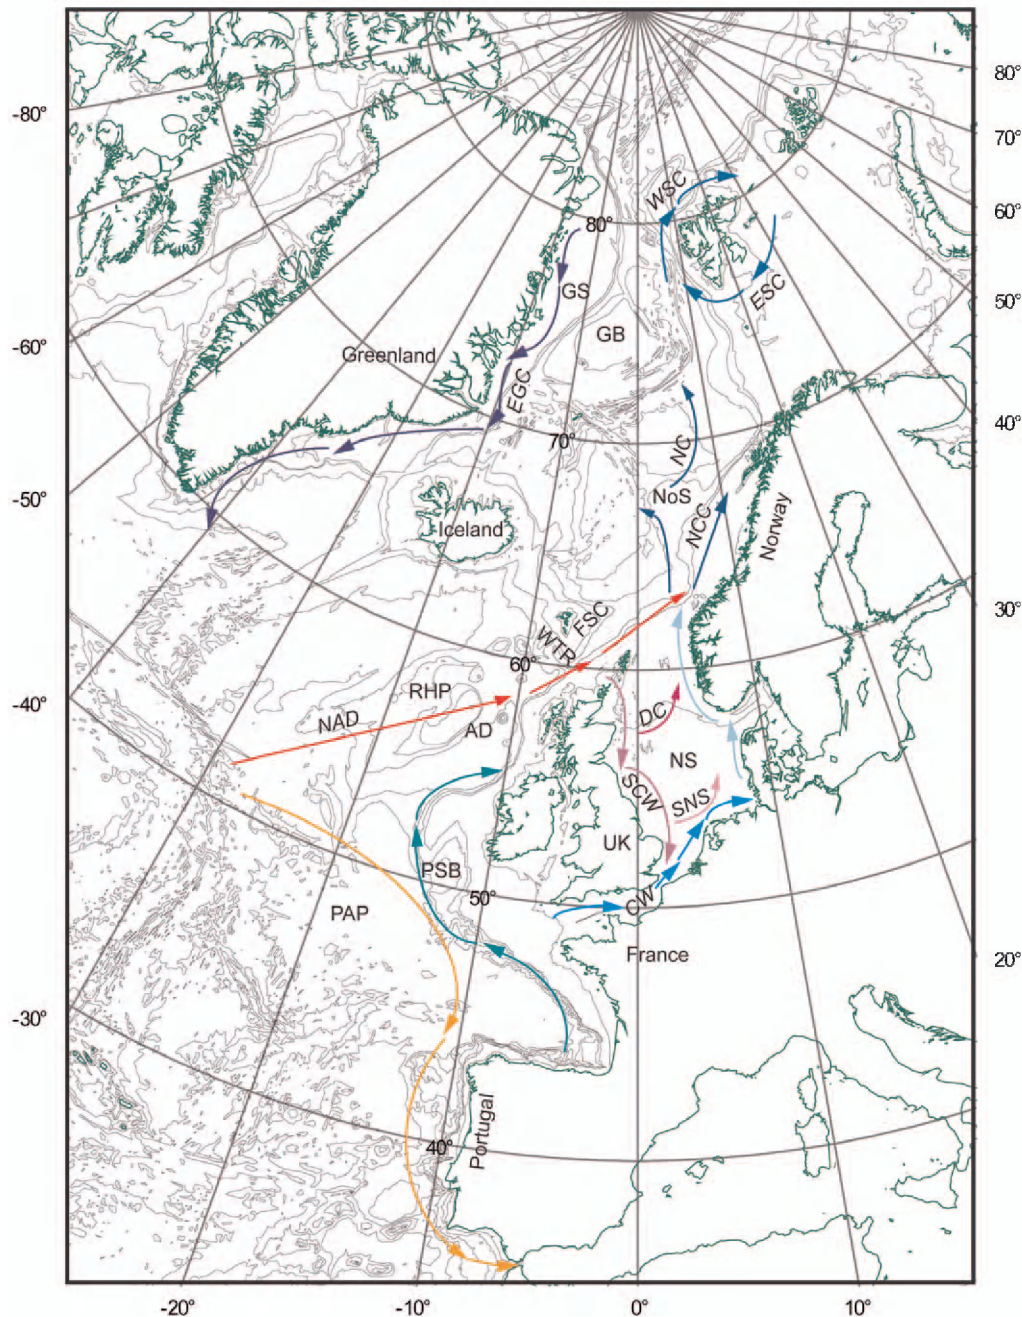 80°
-80°
70°
WSC
60°
80°
ESC
GS
50°
GB
-60°
Greenland
EGC
40°
70°
NC
-50°
NoS
Iceland
NCC
Norway
30°
FSC
WTR
60°
RHP
-40°
NAD
AD
DC
NS
SCW
SNS
UK
PSB
50°
CW
PAP
France
20°
-30°
Portugal
40°
-20°
-10°
0°
10°